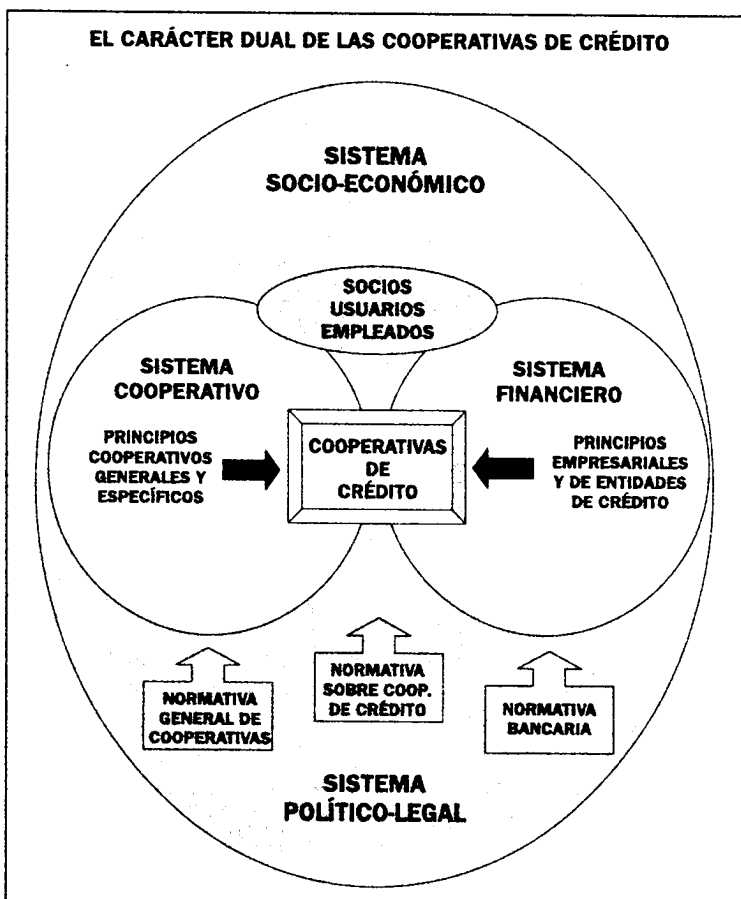 EL CARÁCTER DUAL DE LAS COOPERATIVAS DE CRÉDITO
SISTEMA
SOCIO-ECONÓMICO
SOCIOS
USUARIOS
EMPLEADOS
SISTEMA
COOPERATIVO
SISTEMA
FINANCIERO
PRINCIPIOS
COOPERATIVOS
GENERALES Y
ESPECÍFICOS
COOPERATIVAS
DE
CRÉDITO
PRINCIPIOS
EMPRESARIALES
Y DE ENTIDADES
DE CRÉDITO
NORMATIVA
GENERAL DE
COOPERATIVAS
NORMATIVA
SOBRE COOP.
DE CRÉDITO
NORMATIVA
BANCARIA
SISTEMA
POLÍTICO-LEGAL